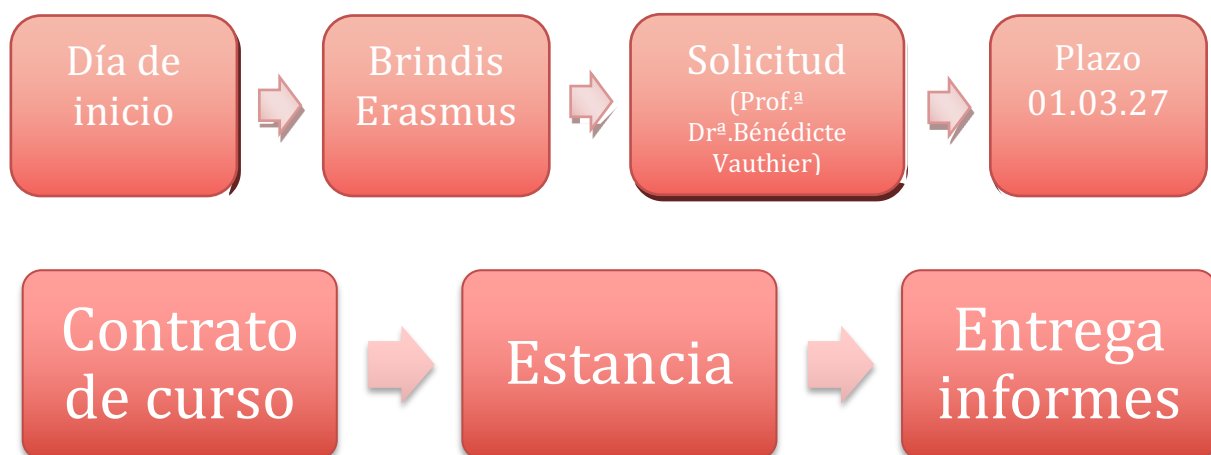 Día de
inicio
Brindis
Erasmus
Solicitud
(Prof.ª
Drª.Bénédicte
Vauthier)
Plazo
01.03.27
Contrato
de curso
Estancia
Entrega
informes